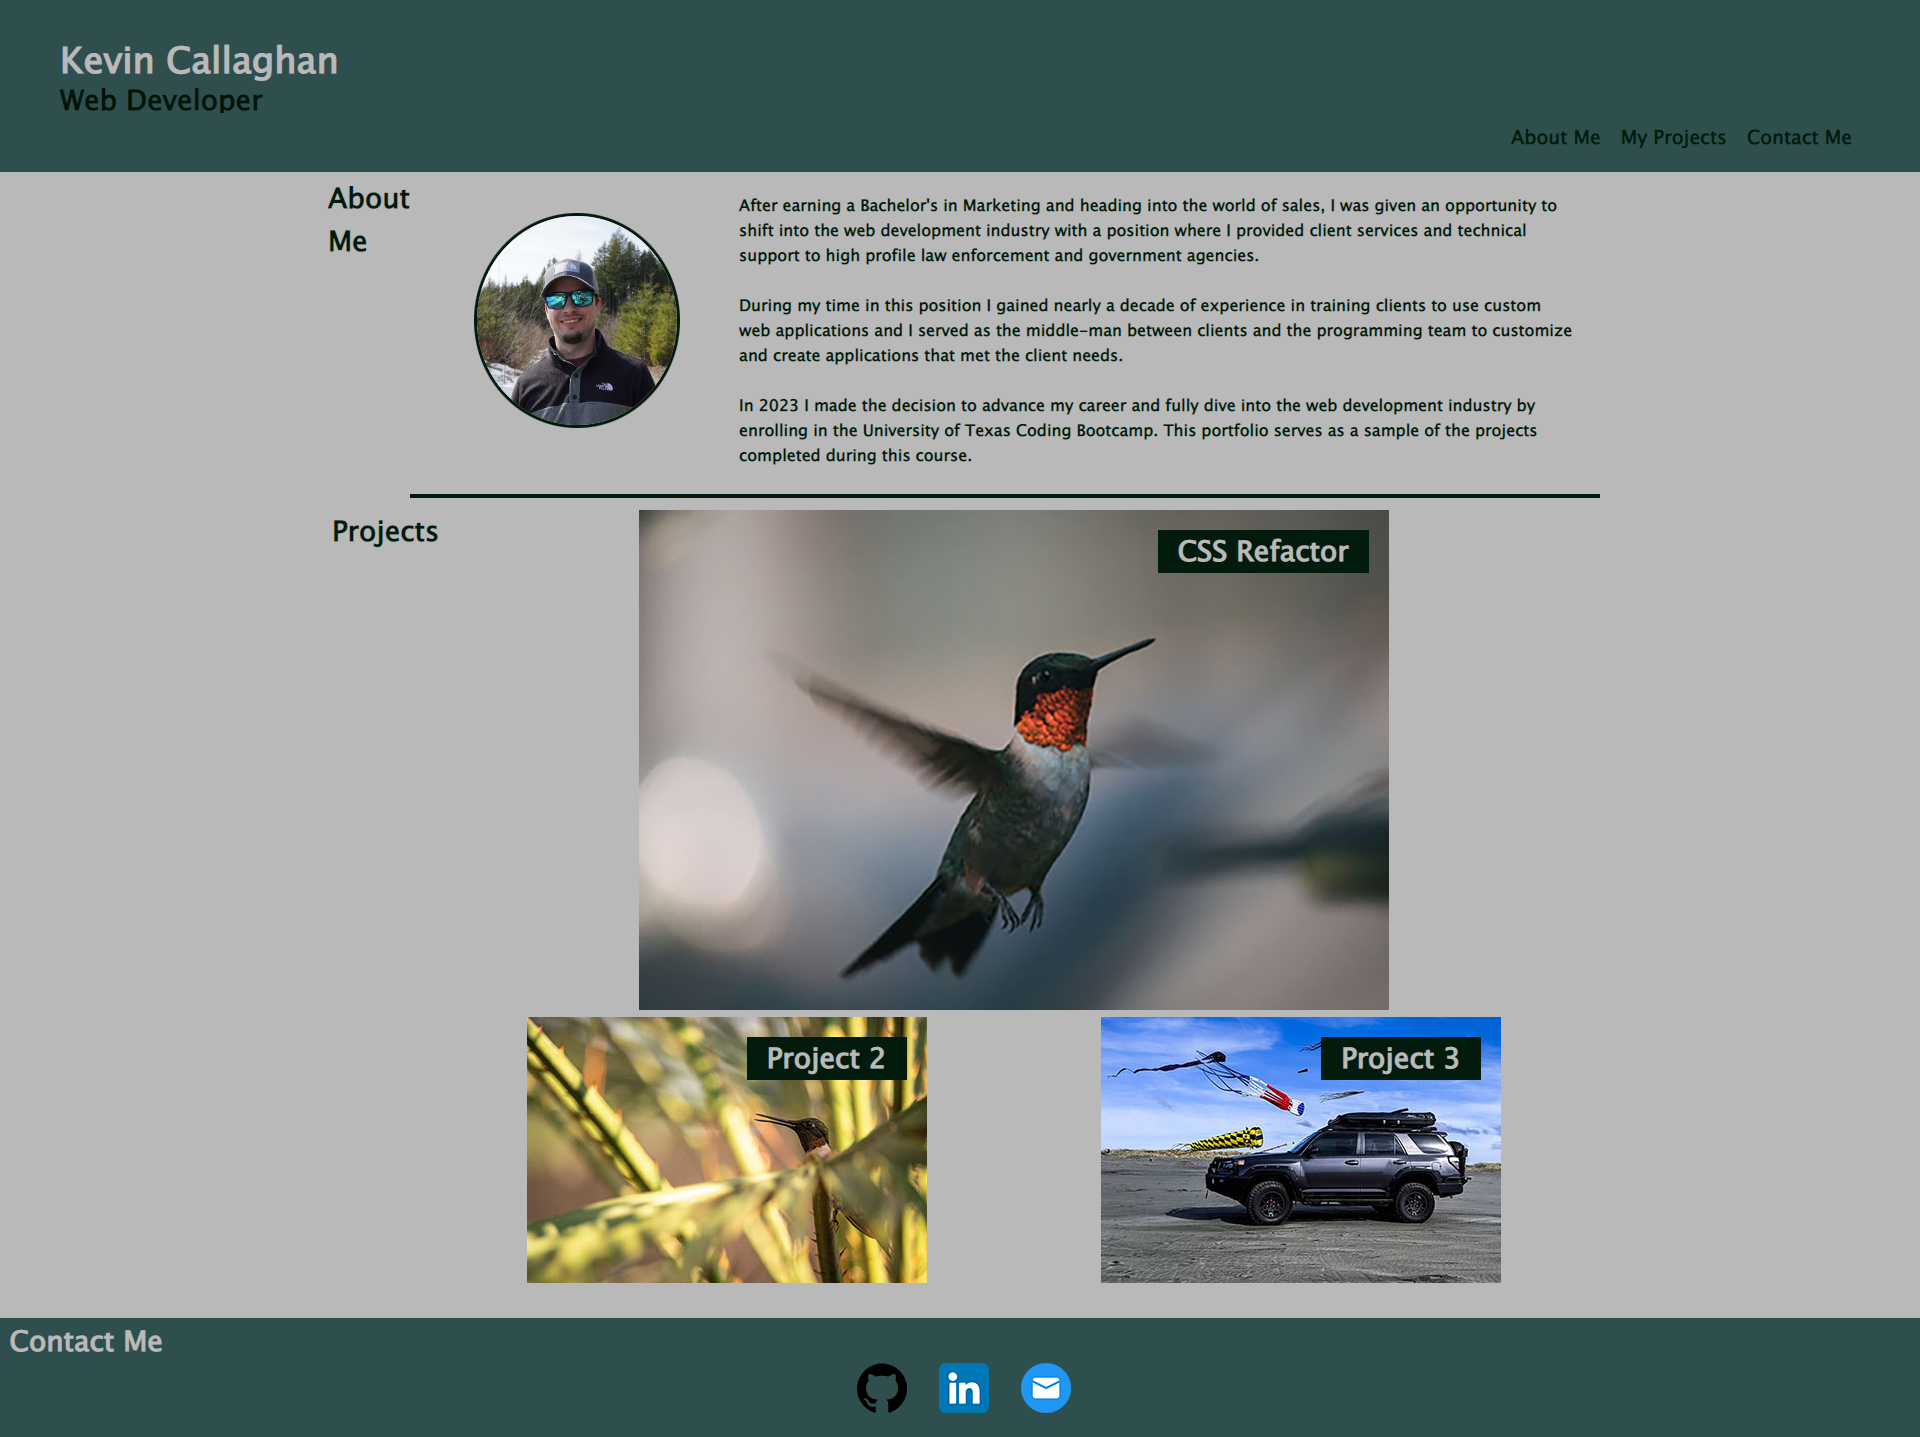 Kevin Callaghan
Web Developer
About Me My Projects Contact Me
About
Me
After earning a Bachelor's in Marketing and heading into the world of sales, I was given an opportunity to
shift into the web development industry with a position where I provided client services and technical
support to high profile law enforcement and government agencies.
During my time in this position I gained nearly a decade of experience in training clients to use custom
web applications and I served as the middle-man between clients and the programming team to customize
and create applications that met the client needs.
In 2023 I made the decision to advance my career and fully dive into the web development industry by
enrolling in the University of Texas Coding Bootcamp. This portfolio serves as a sample of the projects
completed during this course.
Projects
CSS Refactor
Project 2
Project 3
Contact Me
in